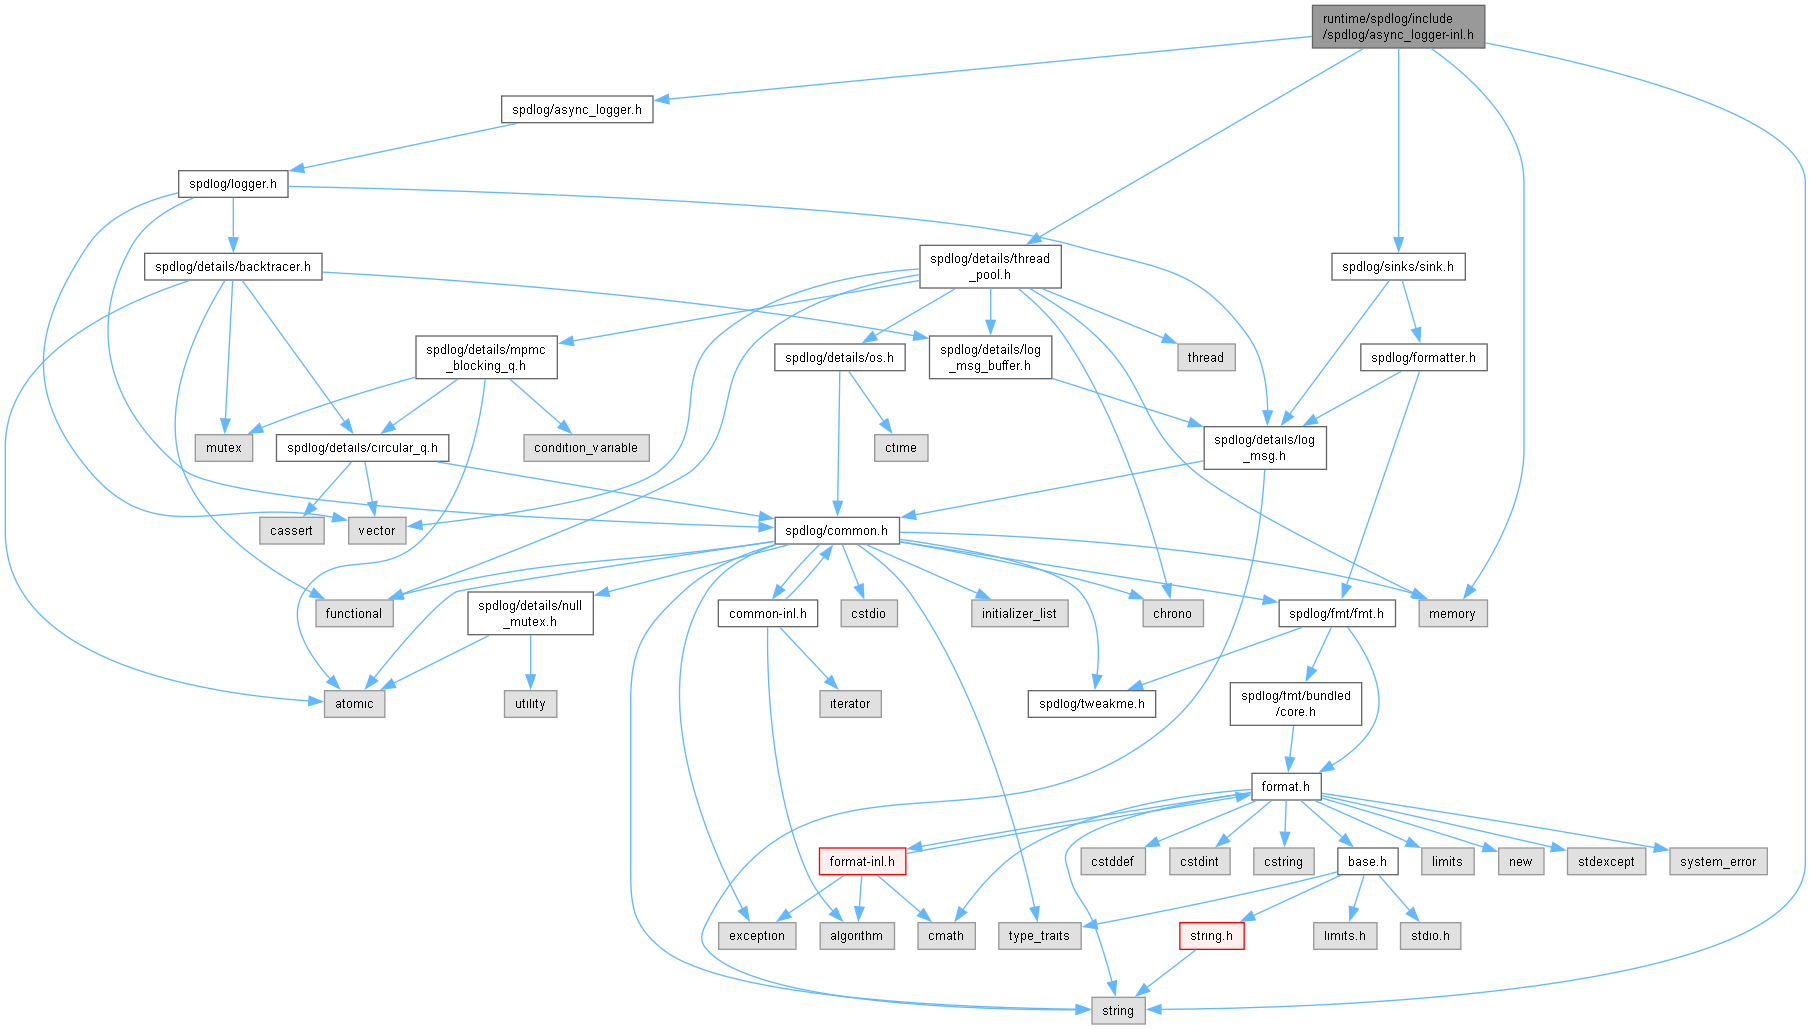 runtime/spdlog/include
/spdlog/async_logger-inl.h
spdlog/async_logger.h
spdlog/logger.h
spdlog/details/backtracer.h
spdlog/details/thread
_pool.h
spdlog/sinks/sink.h
spdlog/details/mpmc
_blocking_q.h
spdlog/details/os.h
spdlog/details/log
_msg_buffer.h
thread
spdlog/formatter.h
mutex
spdlog/details/circular_q.h
condition_variable
ctime
spdlog/details/log
_msg.h
cassert
vector
spdlog/common.h
functional
spdlog/details/null
_mutex.h
common-inl.h
cstdio
initializer_list
chrono
spdlog/fmt/fmt.h
memory
atomic
utility
iterator
spdlog/tweakme.h
spdlog/fmt/bundled
/core.h
format.h
format-inl.h
cstddef
cstdint
cstring
base.h
limits
new
stdexcept
system_error
exception
algorithm
cmath
type_traits
string.h
limits.h
stdio.h
string